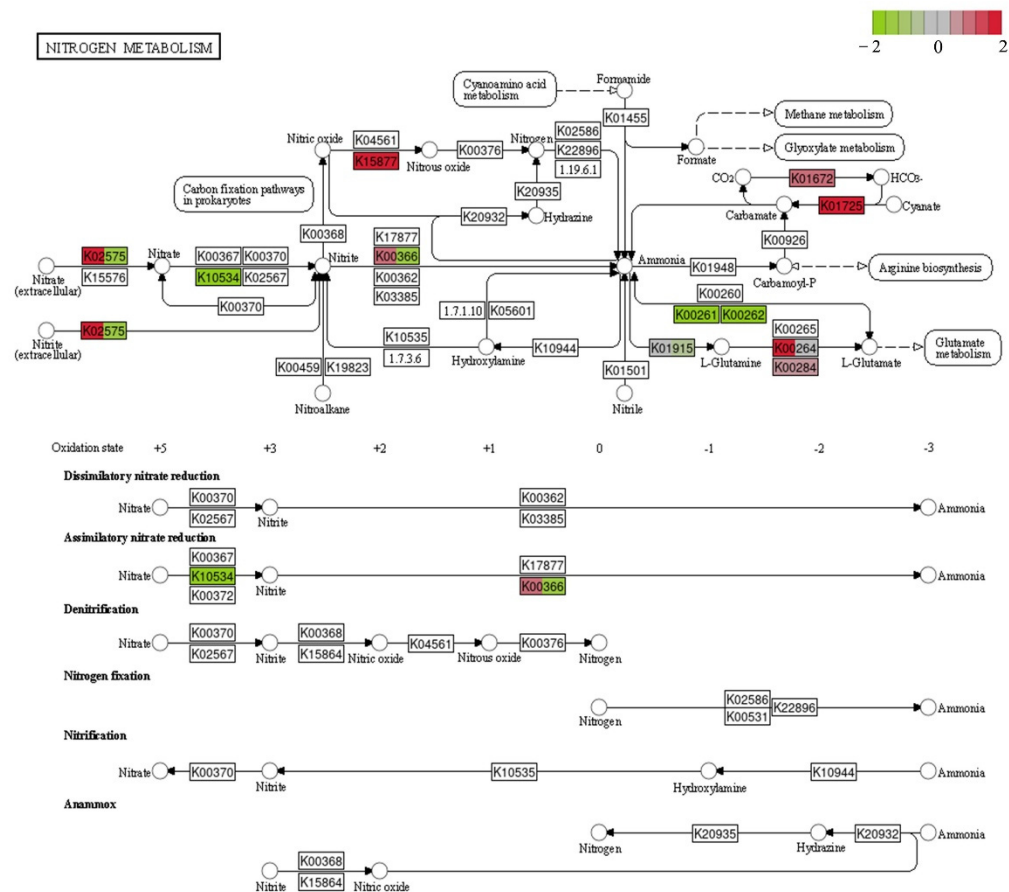 NITROGEN METABOLISM
−2 0 2
Cyanoamino acid
metabolism
Formamide
K01455
Methane metabolism
Glyoxylate metabolism
Formate
Nitric oxide
K04561
K15877
Nitrous oxide
K00376
Nitrogen
K02586
K22896
1.19.6.1
K20935
Hydrazine
K20932
CO2
K01672
HCO3-
K01725
Cyanate
Carbamate
K00926
Carbon fixation pathways
in prokaryotes
K00368
K02575
K15576
Nitrate
(extracellular)
Nitrate
K00367 K00370
K10534 K02567
K00370
Nitrite
K17877
K00366
K00362
K03385
Ammonia
K01948
Carbamoyl-P
Arginine biosynthesis
K02575
Nitrite
(extracellular)
1.7.1.10 K05601
K10535
1.7.3.6
Hydroxylamine
K10944
K00260
K00261 K00262
K01915
L-Glutamine
K00265
K00264
K00284
L-Glutamate
Glutamate
metabolism
K00459 K19823
Nitroalkane
K01501
Nitrile
Oxidation state +5 +3 +2 +1 0 -1 -2 -3
Dissimilatory nitrate reduction
Nitrate
K00370
K02567
Nitrite
K00362
K03385
Ammonia
Assimilatory nitrate reduction
Nitrate
K00367
K10534
K00372
Nitrite
K17877
K00366
Ammonia
Denitrification
Nitrate
K00370
K02567
Nitrite
K00368
K15864
Nitric oxide
K04561
Nitrous oxide
K00376
Nitrogen
Nitrogen fixation
Nitrogen
K02586
K00531
K22896
Ammonia
Nitrification
Nitrate
K00370
Nitrite
K10535
Hydroxylamine
K10944
Ammonia
Anammox
Nitrogen
K20935
Hydrazine
K20932
Ammonia
Nitrite
K00368
K15864
Nitric oxide